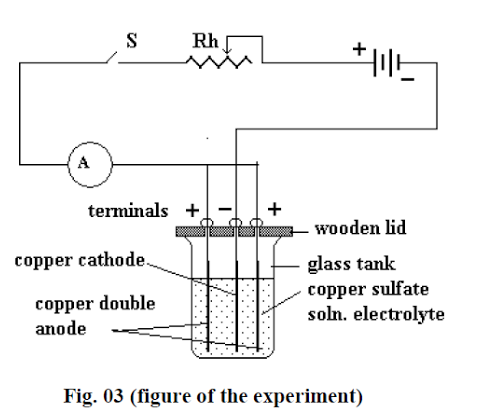 S
Rh
+
−
A
terminals + − +
wooden lid
copper cathode
glass tank
copper sulfate
soln. electrolyte
copper double
anode
Fig. 03 (figure of the experiment)